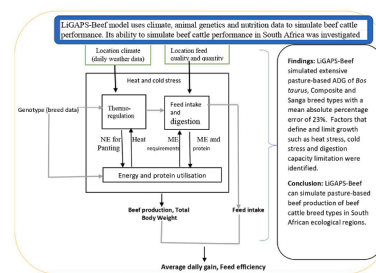 LiGAPS-Beef model uses climate, animal genetics and nutrition data to simulate beef cattle
performance. Its ability to simulate beef cattle performance in South Africa was investigated
Location climate
(daily weather data)
Location feed
quality and quantity
Heat and cold stress
Genotype (breed data)
Thermo-
regulation
Feed intake
and
digestion
NE for
Panting
Heat
ME
requirements
ME and
protein
Energy and protein utilisation
Beef production, Total
Body Weight
Feed intake
Average daily gain, Feed efficiency
Findings: LiGAPS-Beef
simulated extensive
pasture-based ADG of Bos
taurus, Composite and
Sanga breed types with a
mean absolute percentage
error of 23%. Factors that
define and limit growth
such as heat stress, cold
stress and digestion
capacity limitation were
identified.
Conclusion: LiGAPS-Beef
can simulate pasture-based
beef production of beef
cattle breed types in South
African ecological regions.